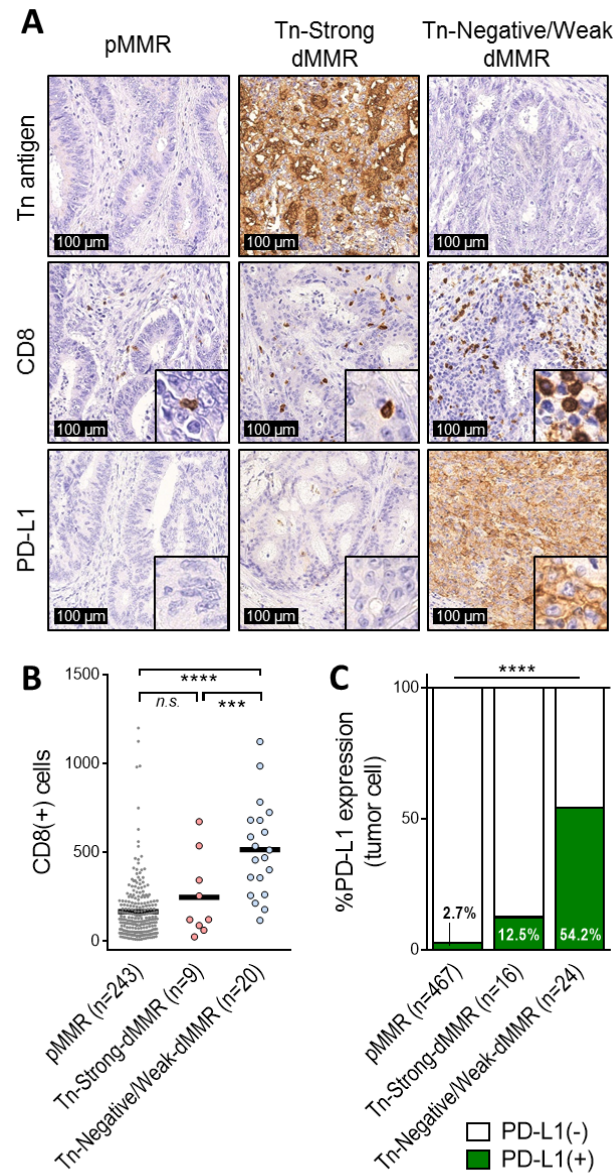 A
pMMR
Tn-Strong
dMMR
Tn-Negative/Weak
dMMR
Tn antigen
100 µm
100 µm
100 µm
CD8
100 µm
100 µm
100 µm
PD-L1
100 µm
100 µm
100 µm
B
CD8(+) cells
1500
1000
500
0
****
n.s.
***
pMMR (n=243)
Tn-Strong-dMMR (n=9)
Tn-Negative/Weak-dMMR (n=20)
C
%PD-L1 expression
(tumor cell)
100
50
0
****
2.7%
12.5%
54.2%
pMMR (n=467)
Tn-Strong-dMMR (n=16)
Tn-Negative/Weak-dMMR (n=24)
PD-L1(-)
PD-L1(+)